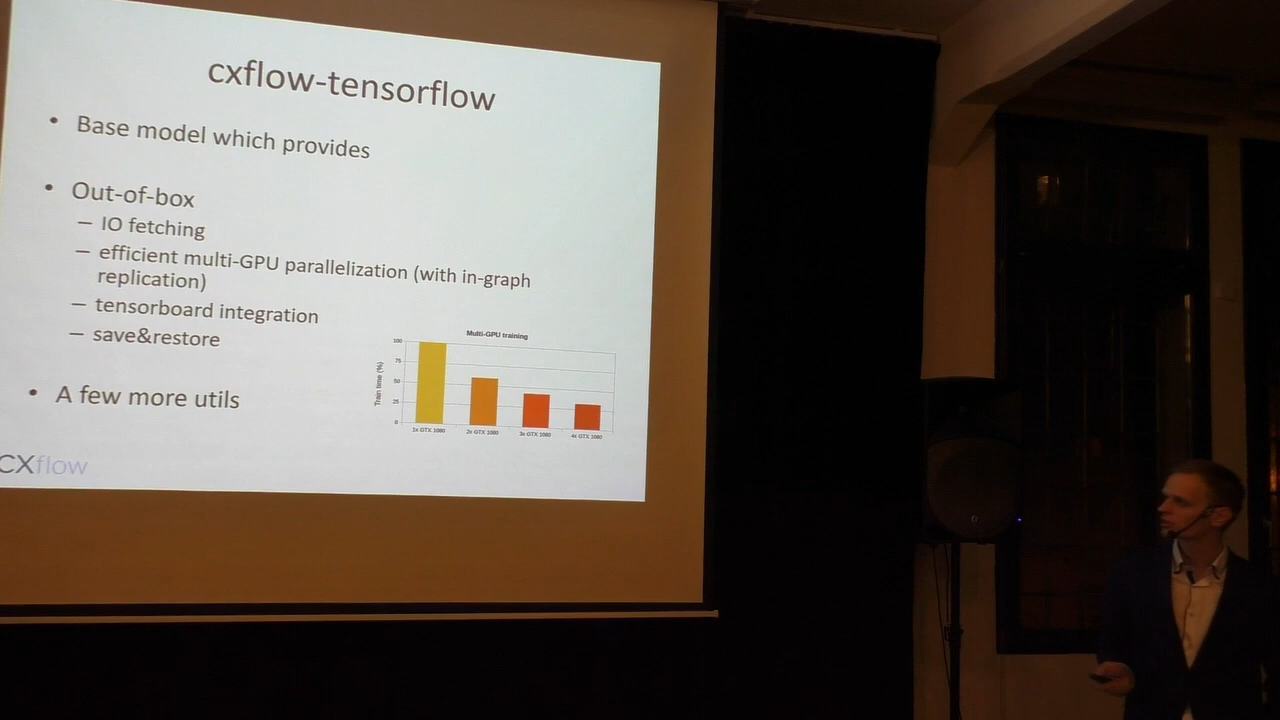 cxflow-tensorflow
• Base model which provides
• Out-of-box
– IO fetching
– efficient multi-GPU parallelization (with in-graph
replication)
– tensorboard integration
– save&restore
• A few more utils
Multi-GPU training
Train time (%)
100
75
50
25
0
1x GTX 1080
2x GTX 1080
3x GTX 1080
4x GTX 1080
CXflow